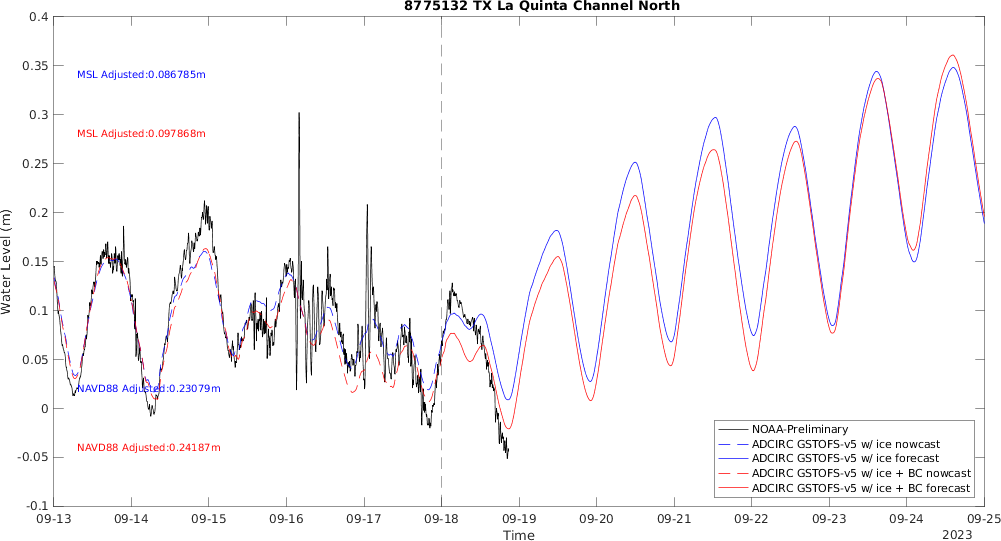 8775132 TX La Quinta Channel North
0.4
0.35
0.3
0.25
0.2
0.15
0.1
0.05
0
-0.05
-0.1
Water Level (m)
MSL Adjusted:0.086785m
MSL Adjusted:0.097868m
NAVD88 Adjusted:0.23079m
NAVD88 Adjusted:0.24187m
NOAA-Preliminary
ADCIRC GSTOFS-v5 w/ ice nowcast
ADCIRC GSTOFS-v5 w/ ice forecast
ADCIRC GSTOFS-v5 w/ ice + BC nowcast
ADCIRC GSTOFS-v5 w/ ice + BC forecast
09-13 09-14 09-15 09-16 09-17 09-18 09-19 09-20 09-21 09-22 09-23 09-24 09-25
Time
2023